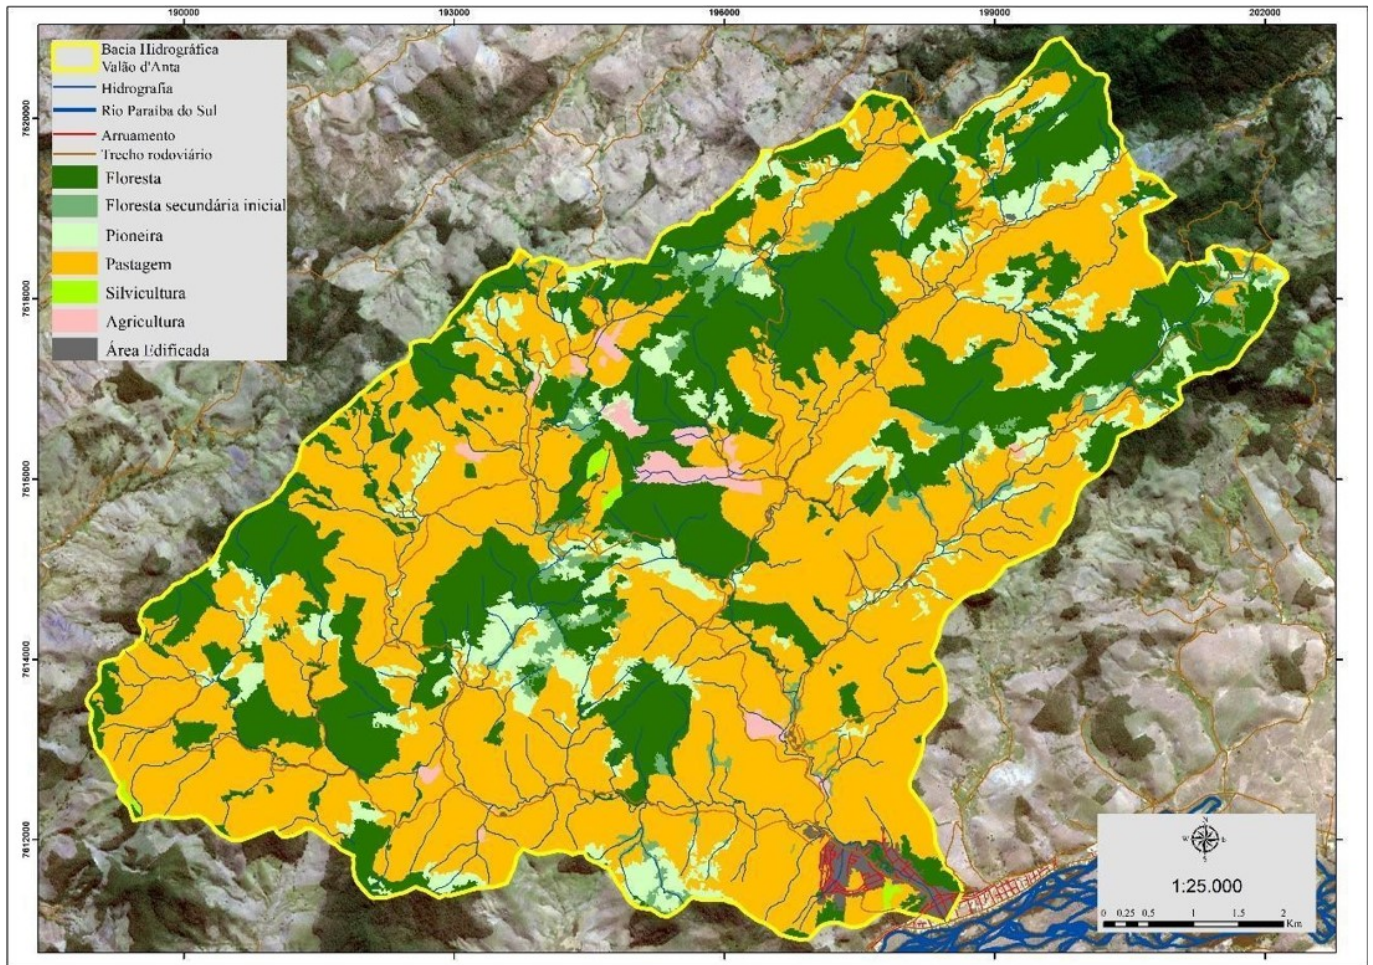 190000 193000 196000 199000 202000
Bacia Hidrográfica
Valão d'Anta
Hidrografia
Rio Paraíba do Sul
Arruamento
Trecho rodoviário
Floresta
Floresta secundária inicial
Pioneira
Pastagem
Silvicultura
Agricultura
Área Edificada
7620000
7618000
7616000
7614000
7612000
N
W E
S
1:25.000
0 0.25 0.5 1 1.5 2
Km